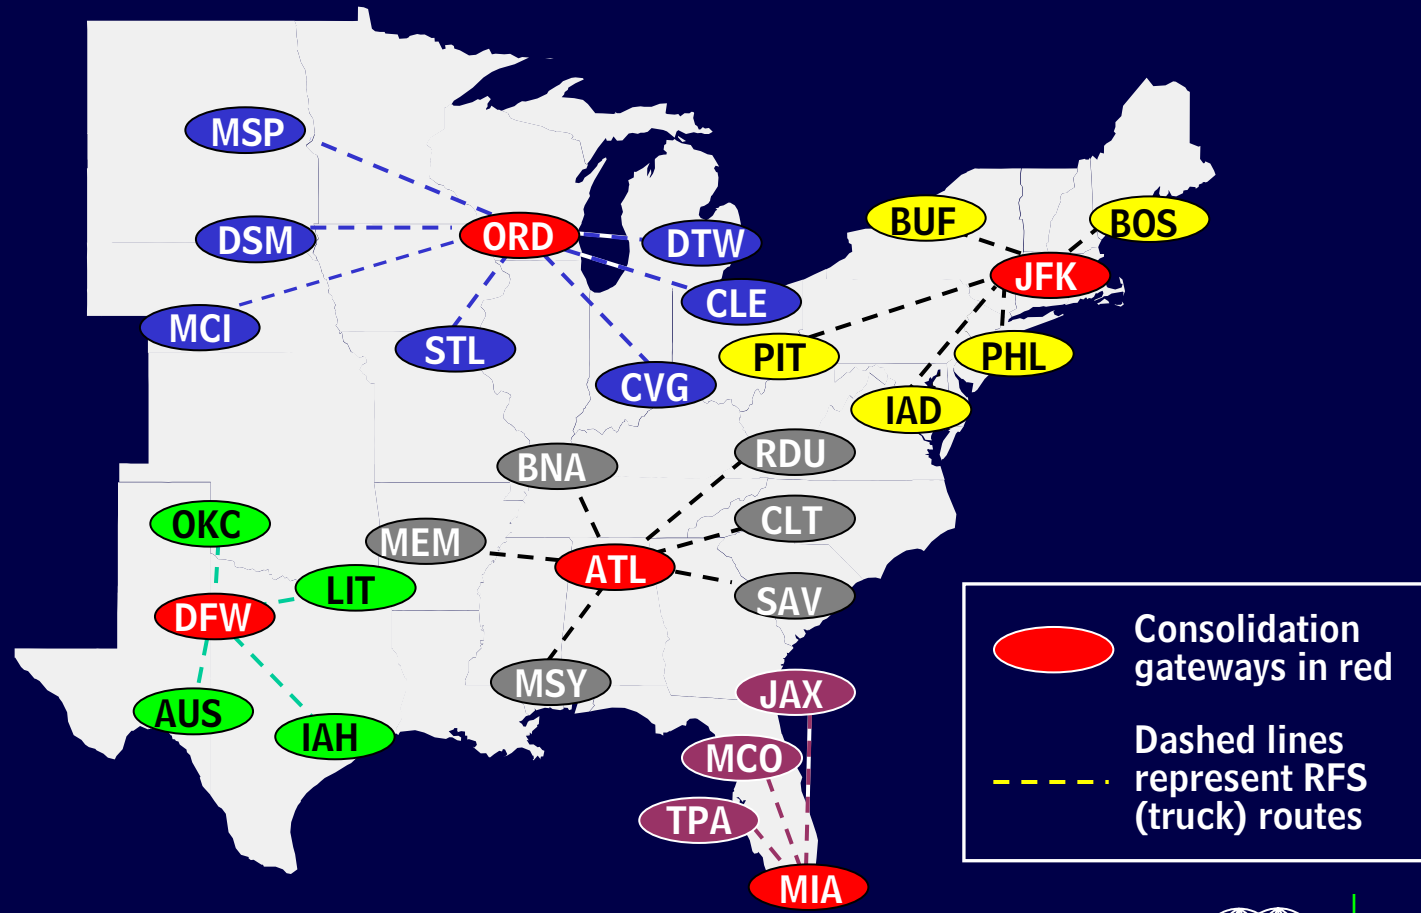 MSP
DSM
MCI
ORD
STL
CVG
DTW
CLE
BUF
BOS
JFK
PIT
PHL
IAD
BNA
RDU
MEM
CLT
ATL
SAV
MSY
OKC
LIT
DFW
AUS
IAH
JAX
MCO
TPA
MIA
Consolidation
gateways in red
Dashed lines
represent RFS
(truck) routes